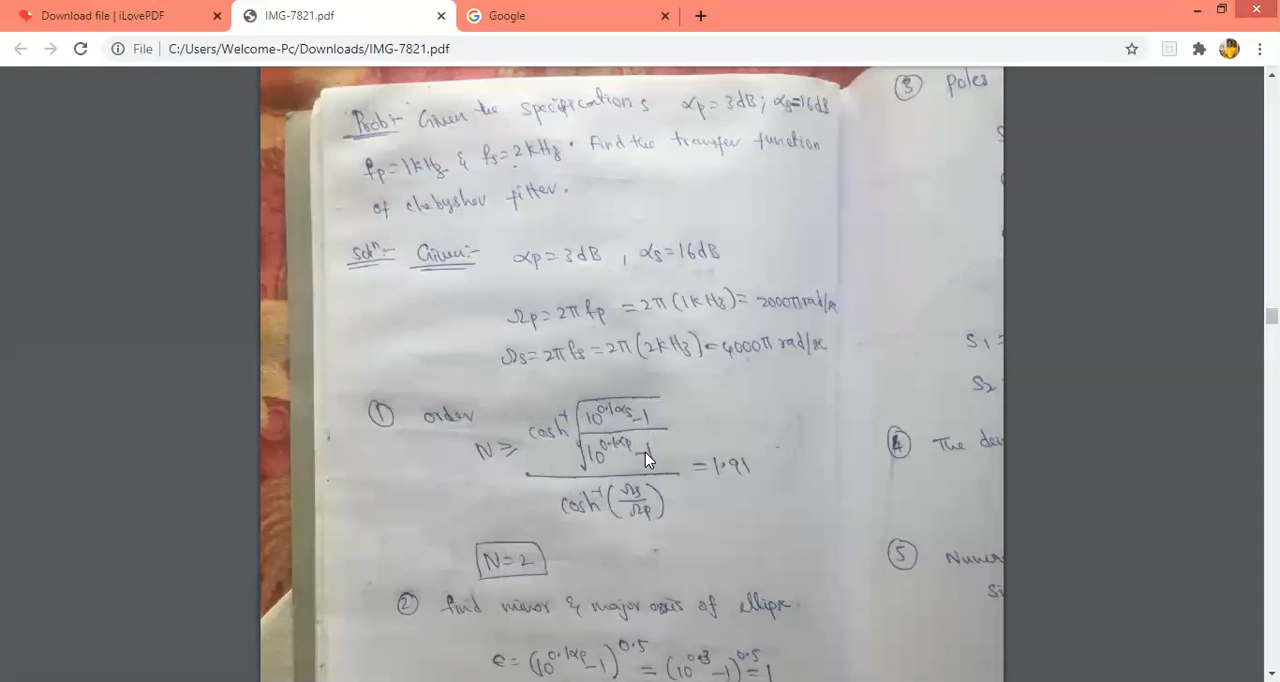 Download file | iLovePDF
IMG-7821.pdf
Google
File C:/Users/Welcome-Pc/Downloads/IMG-7821.pdf
Prob:- Given the specifications αp = 3dB; αs=16dB
fp=1kHz & fs=2kHz. Find the transfer function
of chebyshev filter.
Soln:- Given:- αp = 3dB, αs=16dB
Ωp=2πfp = 2π(1kHz) = 2000π rad/s
Ωs=2πfs=2π(2kHz)=4000π rad/s
① order
N ≥ cosh⁻¹ √(10^0.1αs -1 / 10^0.1αp -1) / cosh⁻¹(Ωs/Ωp) = 1.91
N=2
② find minor & major axis of ellipse.
ε = (10^0.1αp -1)^0.5 = (10^0.3 -1)^0.5 = 1
③ Poles
S1 =
S2
④ The
⑤